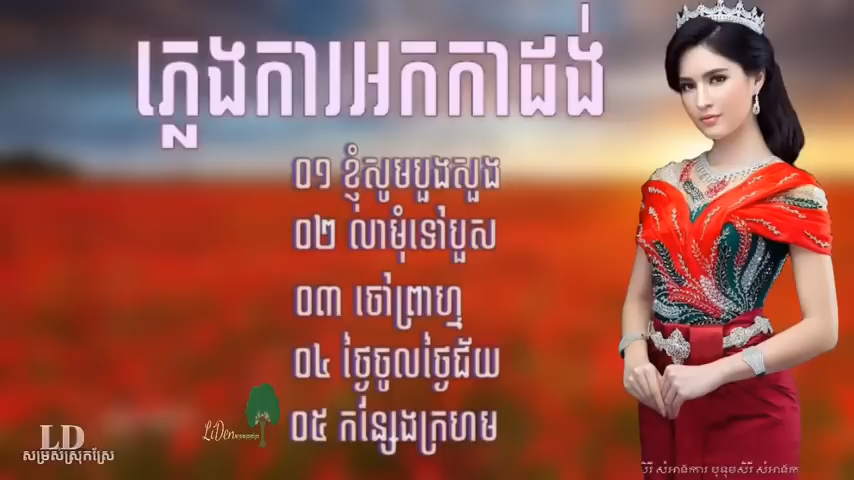 ភ្លេងការអកកាដង់
០១ ខ្ញុំសូមបួងសួង
០២ លាមុំទៅបួស
០៣ ចៅព្រាហ្ម
០៤ ថ្ងៃចូលថ្ងៃជ័យ
០៥ កន្សែងក្រហម
LiDen
LD
សម្រស់ស្រុកស្រែ